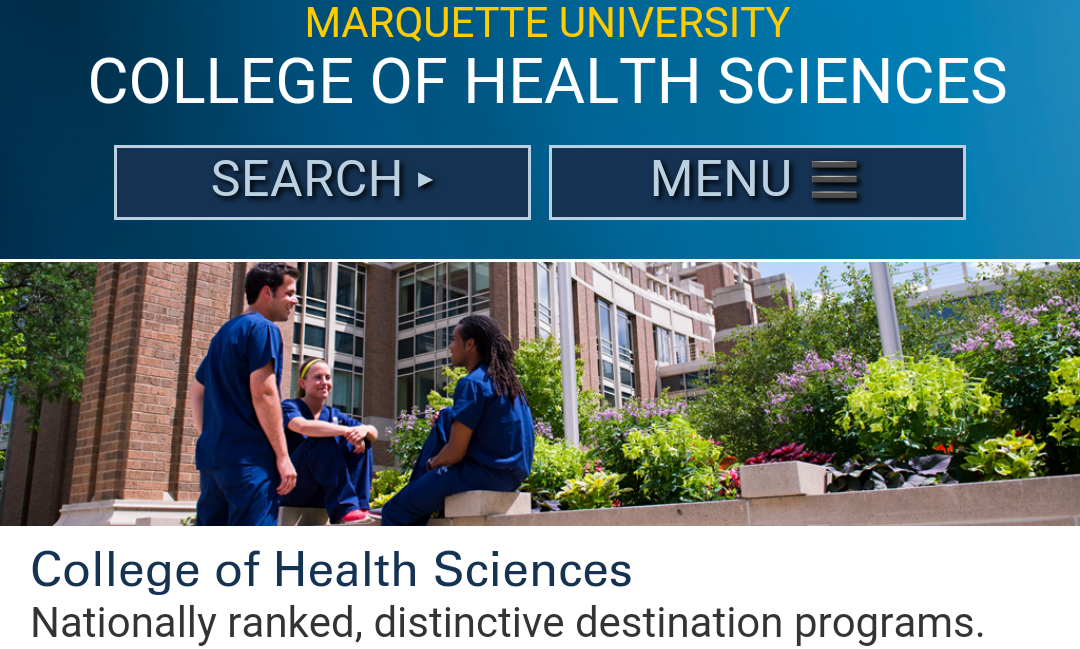 MARQUETTE UNIVERSITY
COLLEGE OF HEALTH SCIENCES
SEARCH ▸
MENU
College of Health Sciences
Nationally ranked, distinctive destination programs.